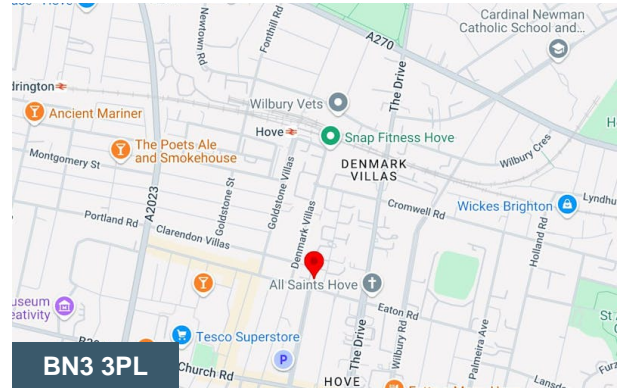 Cardinal Newman
Catholic School and...
Newtown Rd
Fonthill Rd
A270
The Drive
drington
Wilbury Vets
Ancient Mariner
Hove
Snap Fitness Hove
The Poets Ale
and Smokehouse
DENMARK
VILLAS
Wilbury Cres
Montgomery St
A2023
Goldstone St
Goldstone Villas
Wickes Brighton
Lyndhu
Cromwell Rd
Portland Rd
Clarendon Villas
Denmark Villas
Holland Rd
All Saints Hove
Eaton Rd
useum
eativity
The Drive
Wilbury Rd
Palmeira Ave
St A
Tesco Superstore
P
Church Rd
HOVE
Lansd
Furz
BN3 3PL